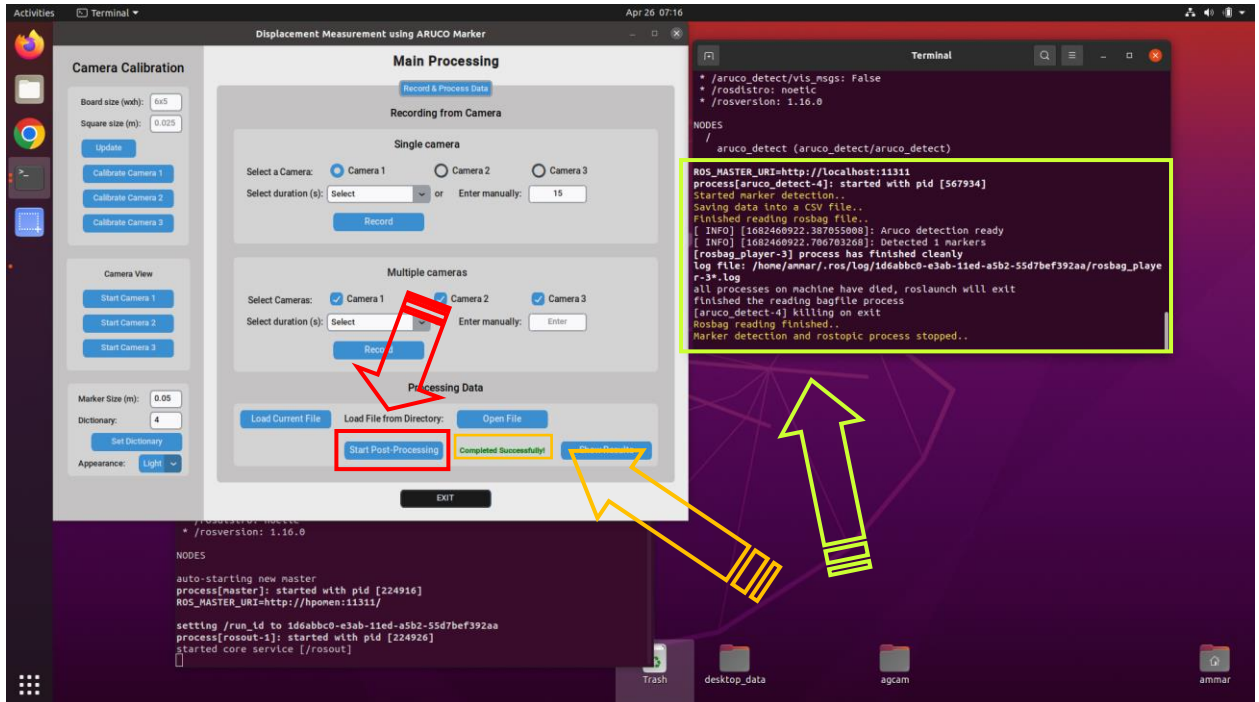 Activities Terminal Apr 26 07:16
Displacement Measurement using ARUCO Marker
Camera Calibration
Board size (wxh): 6x5
Square size (m): 0.025
Update
Calibrate Camera 1
Calibrate Camera 2
Calibrate Camera 3
Camera View
Start Camera 1
Start Camera 2
Start Camera 3
Marker Size (m): 0.05
Dictionary: 4
Set Dictionary
Appearance: Light
Main Processing
Record & Process Data
Recording from Camera
Single camera
Select a Camera: Camera 1 Camera 2 Camera 3
Select duration (s): Select or Enter manually: 15
Record
Multiple cameras
Select Cameras: Camera 1 Camera 2 Camera 3
Select duration (s): Select Enter manually: Enter
Record
Processing Data
Load Current File Load File from Directory: Open File
Start Post-Processing Completed Successfully! Show Results
EXIT
Terminal
* /aruco_detect/vis_msgs: False
* /rosdistro: noetic
* /rosversion: 1.16.0
NODES
/
aruco_detect (aruco_detect/aruco_detect)
ROS_MASTER_URI=http://localhost:11311
process[aruco_detect-4]: started with pid [567934]
Started marker detection..
Saving data into a CSV file..
Finished reading rosbag file..
[ INFO] [1682460922.387055008]: Aruco detection ready
[ INFO] [1682460922.706703268]: Detected 1 markers
[rosbag_player-3] process has finished cleanly
log file: /home/ammar/.ros/log/1d6abbc0-e3ab-11ed-a5b2-55d7bef392aa/rosbag_playe
r-3*.log
all processes on machine have died, roslaunch will exit
finished the reading bagfile process
[aruco_detect-4] killing on exit
Rosbag reading finished..
Marker detection and rostopic process stopped..
* /rosdistro: noetic
* /rosversion: 1.16.0
NODES
auto-starting new master
process[master]: started with pid [224916]
ROS_MASTER_URI=http://hpomen:11311/
setting /run_id to 1d6abbc0-e3ab-11ed-a5b2-55d7bef392aa
process[rosout-1]: started with pid [224926]
started core service [/rosout]
Trash desktop_data agcam ammar